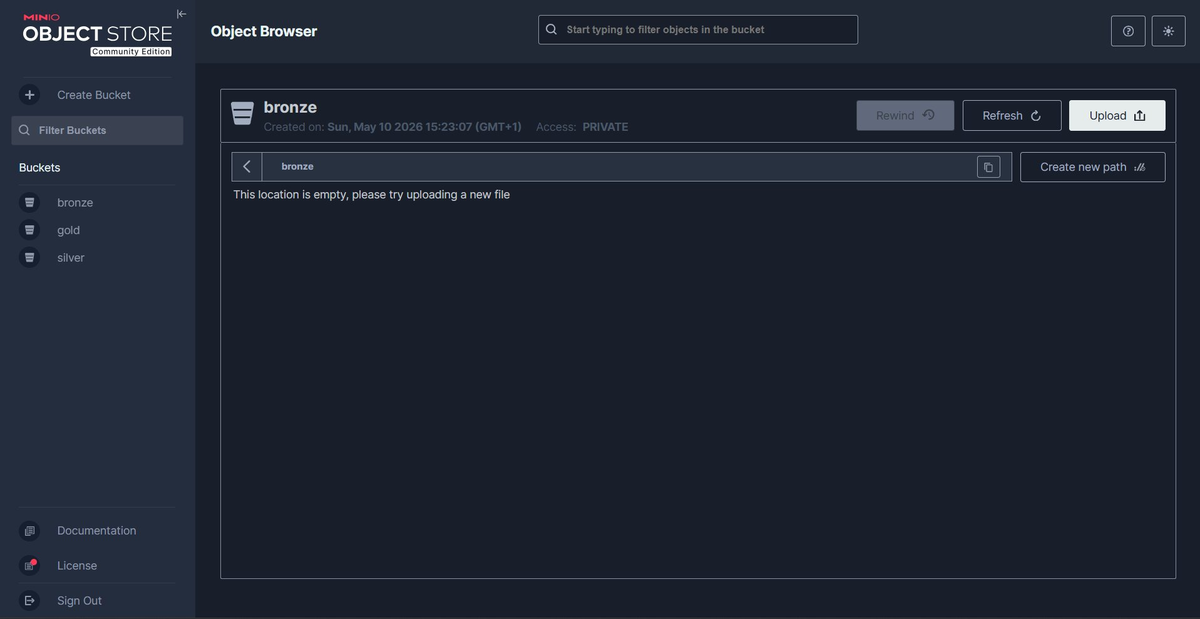 MINIO
OBJECT STORE
Community Edition
Create Bucket
Filter Buckets
Buckets
bronze
gold
silver
Documentation
License
Sign Out
Object Browser
Start typing to filter objects in the bucket
bronze
Created on: Sun, May 10 2026 15:23:07 (GMT+1) Access: PRIVATE
Rewind
Refresh
Upload
bronze
Create new path
This location is empty, please try uploading a new file